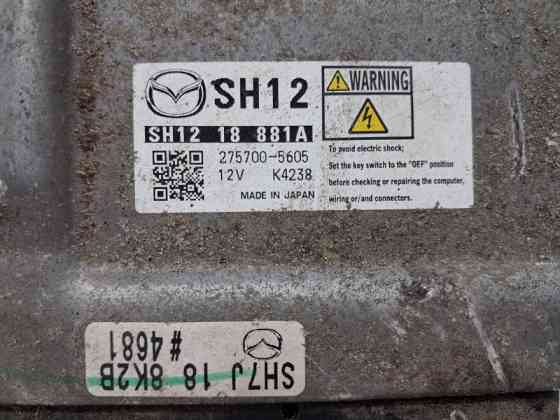 SH12
SH12 18 881A
275700-5605
12V K4238
MADE IN JAPAN
WARNING
To avoid electric shock;
Set the key switch to the "OFF" position
before checking or repairing the computer,
wiring or/and connectors.
SH7J 18 8K2B
#4681